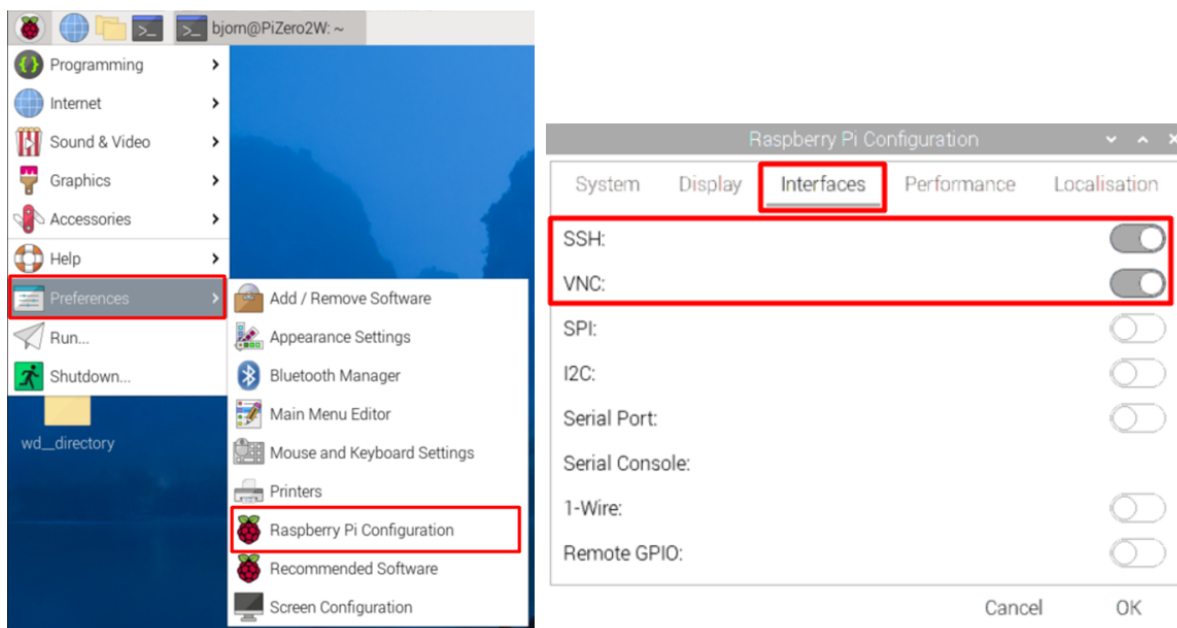 bjorn@PiZero2W: ~
Programming
Internet
Sound & Video
Graphics
Accessories
Help
Preferences
Run...
Shutdown...
wd__directory
Add / Remove Software
Appearance Settings
Bluetooth Manager
Main Menu Editor
Mouse and Keyboard Settings
Printers
Raspberry Pi Configuration
Recommended Software
Screen Configuration
Raspberry Pi Configuration
System Display Interfaces Performance Localisation
SSH:
VNC:
SPI:
I2C:
Serial Port:
Serial Console:
1-Wire:
Remote GPIO:
Cancel OK